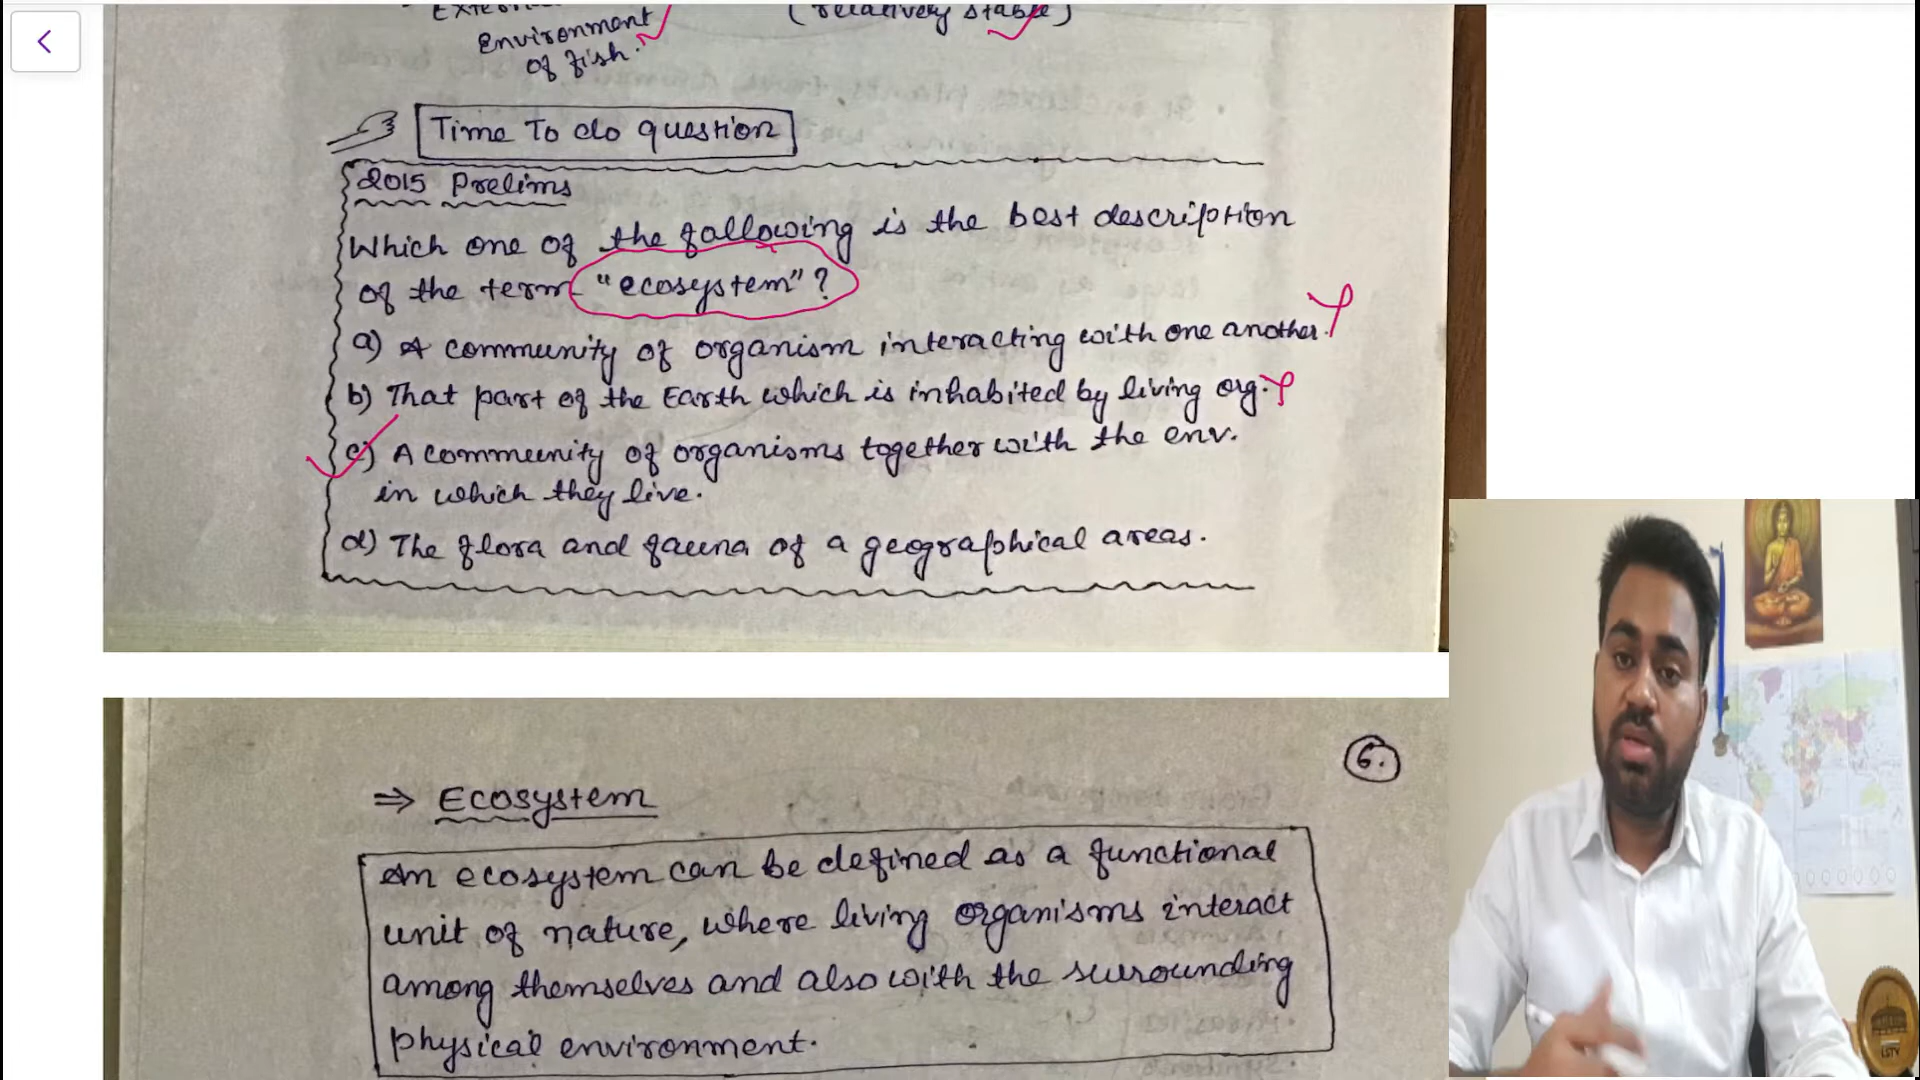 Environment
of fish.
(relatively stable)
Time To do question
2015 Prelims
Which one of the following is the best description
of the term "ecosystem"?
a) A community of organism interacting with one another.
b) That part of the Earth which is inhabited by living org.
c) A community of organisms together with the env.
in which they live.
d) The flora and fauna of a geographical areas.
6.
⇒ Ecosystem
An ecosystem can be defined as a functional
unit of nature, where living organisms interact
among themselves and also with the surrounding
physical environment.
LSTV